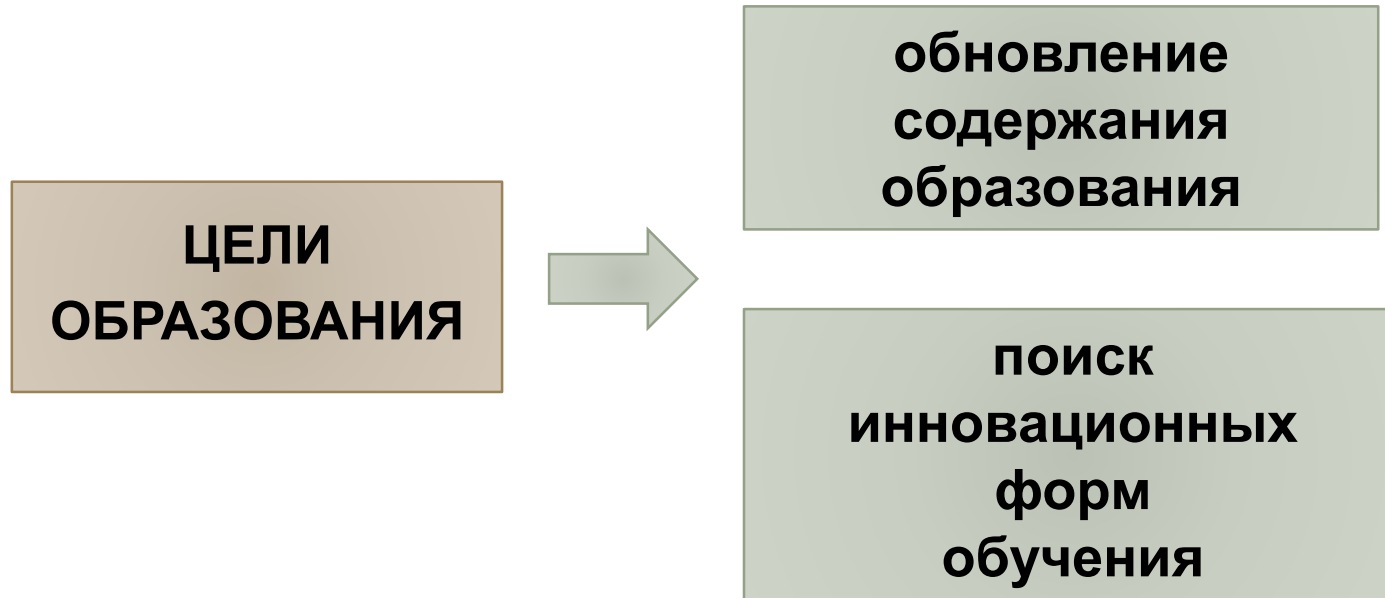 ЦЕЛИ
ОБРАЗОВАНИЯ
обновление
содержания
образования
поиск
инновационных
форм
обучения